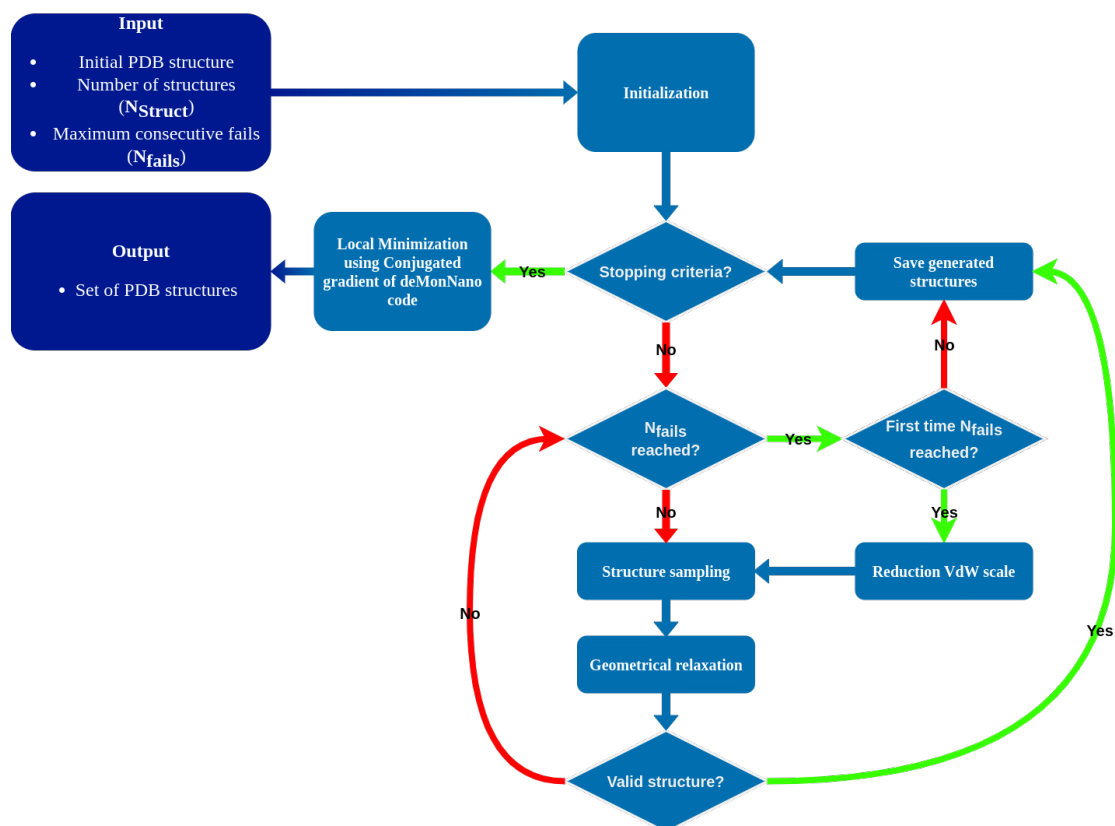 Input
• Initial PDB structure
• Number of structures
(NStruct)
• Maximum consecutive fails
(Nfails)
Initialization
Output
• Set of PDB structures
Local Minimization
using Conjugated
gradient of deMonNano
code
Yes
Stopping criteria?
Save generated
structures
No
No
Nfails
reached?
Yes
First time Nfails
reached?
No
Yes
Structure sampling
Reduction VdW scale
No
Yes
Geometrical relaxation
Valid structure?